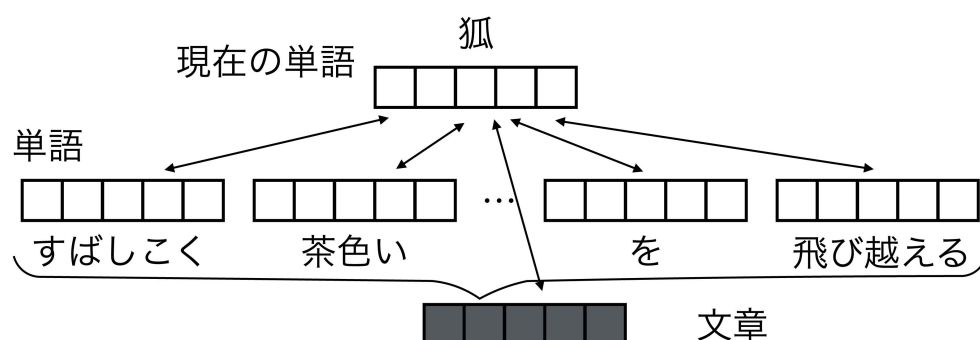 狐
現在の単語
単語
…
すばしこく 茶色い を 飛び越える
文章